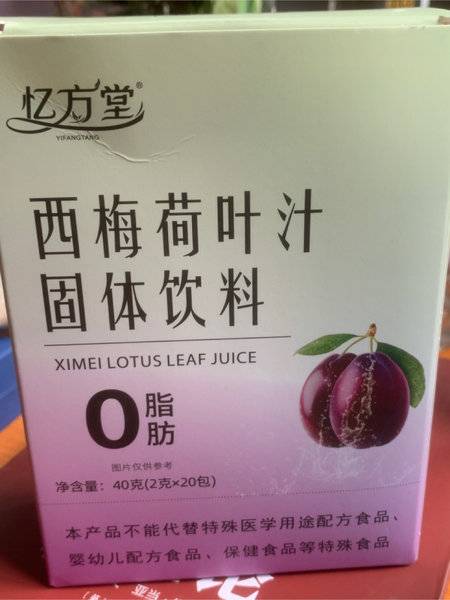 忆方堂®
YIFANGTANG
西梅荷叶汁
固体饮料
XIMEI LOTUS LEAF JUICE
0脂肪
图片仅供参考
净含量：40克(2克×20包)
本产品不能代替特殊医学用途配方食品、
婴幼儿配方食品、保健食品等特殊食品